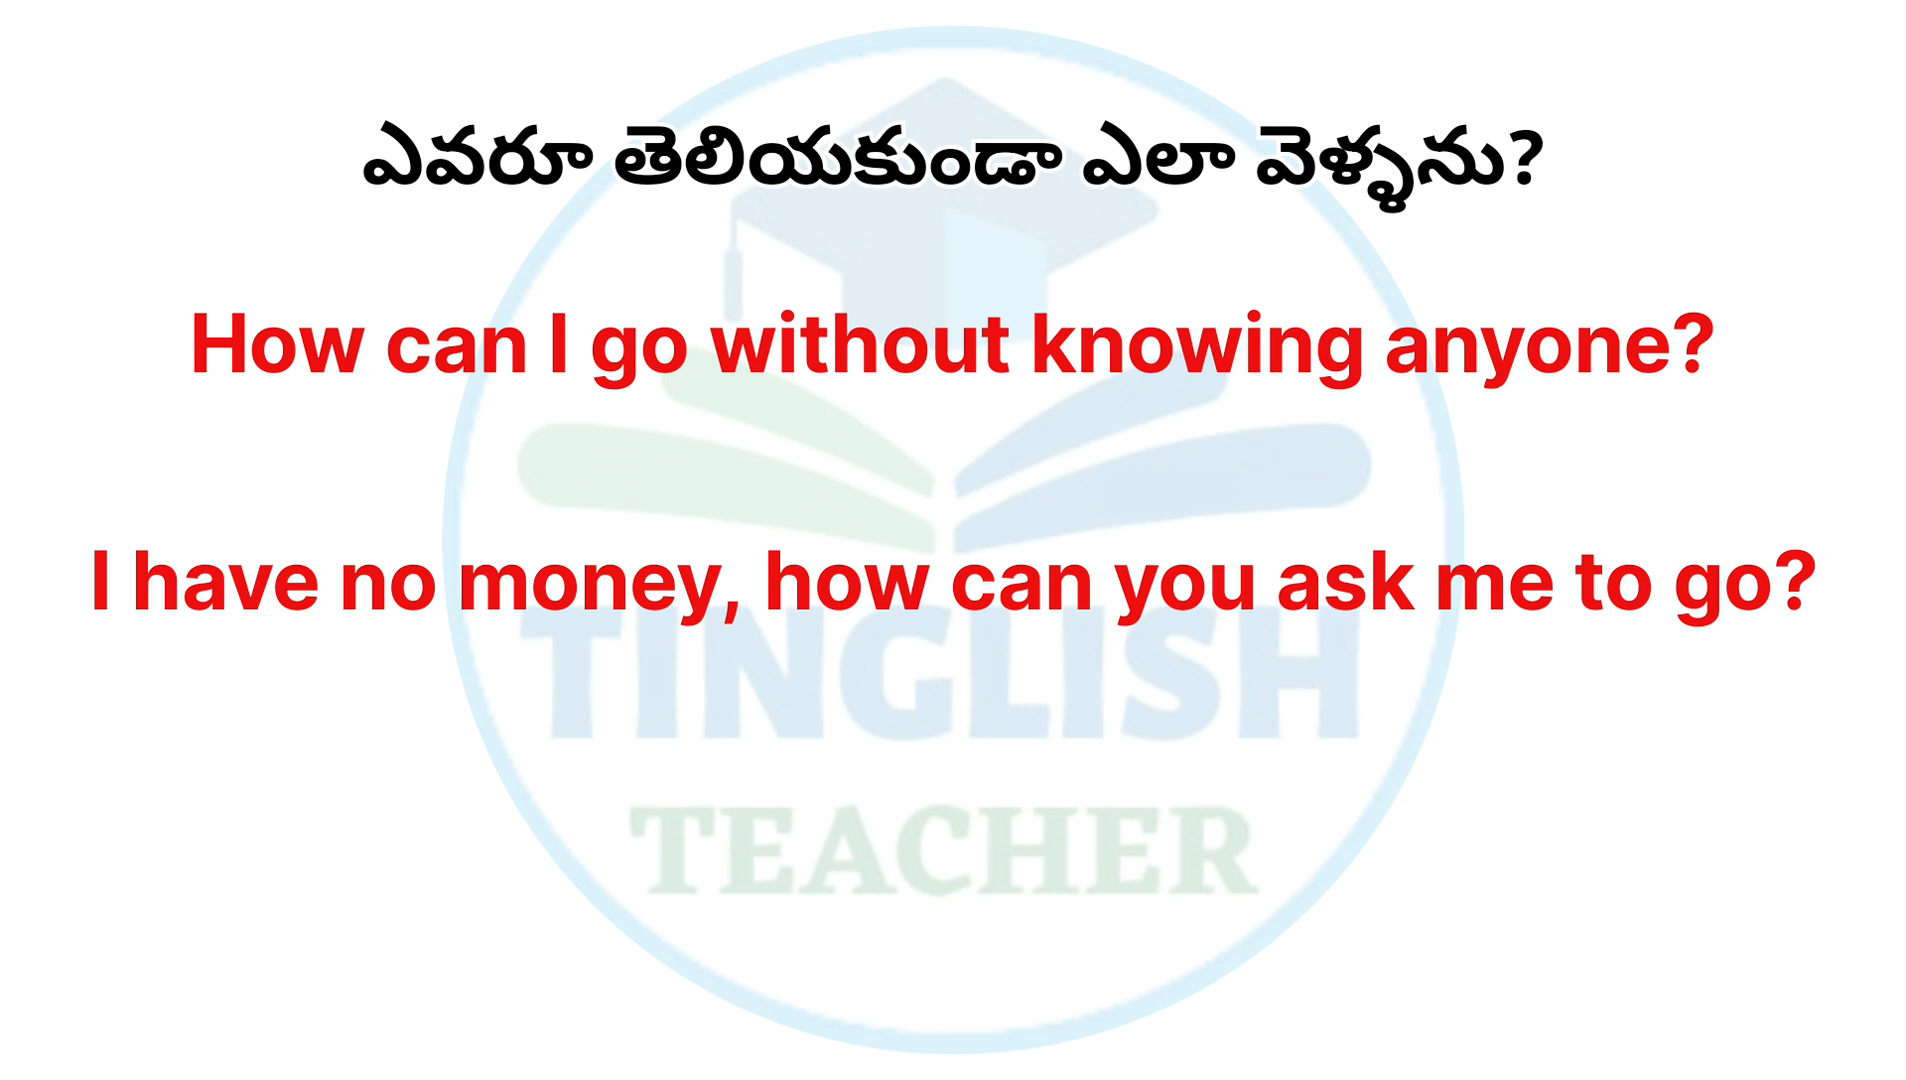 ఎవరూ తెలియకుండా ఎలా వెళ్ళను?
How can I go without knowing anyone?
I have no money, how can you ask me to go?
TINGLISH
TEACHER